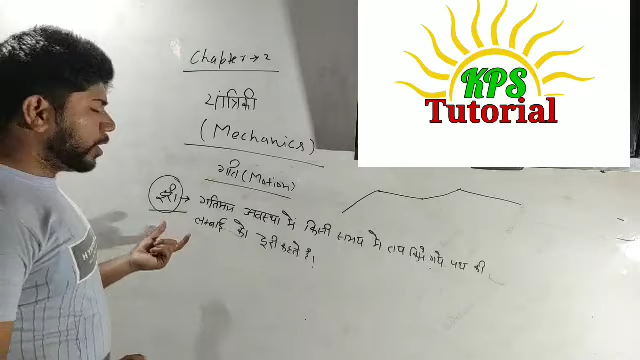 Chapter → 2
यांत्रिकी
(Mechanics)
गति (Motion)
दूरी → गतिमान अवस्था में किसी समय में तय किये गये पथ की
लम्बाई को दूरी कहते है।
KPS
Tutorial